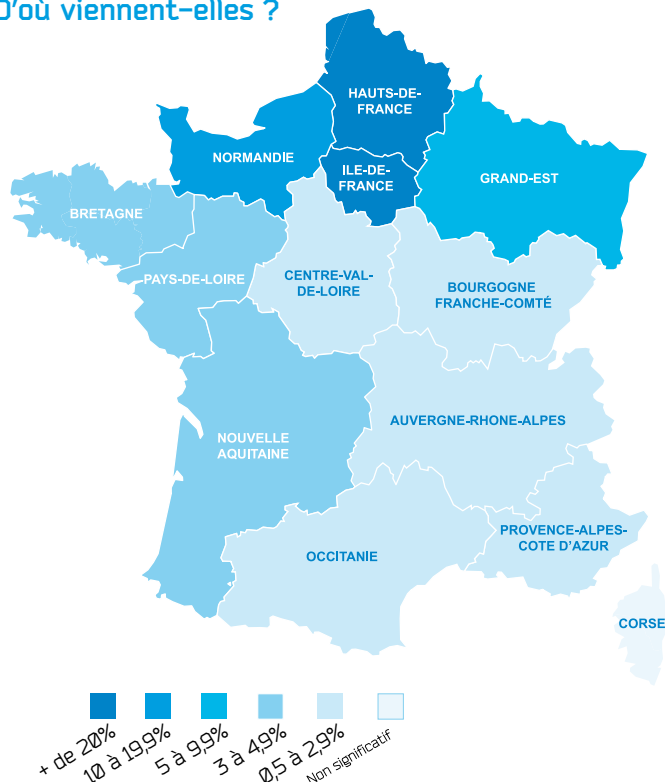 D'où viennent-elles ?
HAUTS-DE-
FRANCE
NORMANDIE
ILE-DE-
FRANCE
GRAND-EST
BRETAGNE
PAYS-DE-LOIRE
CENTRE-VAL-
DE-LOIRE
BOURGOGNE
FRANCHE-COMTÉ
AUVERGNE-RHONE-ALPES
NOUVELLE
AQUITAINE
PROVENCE-ALPES-
COTE D'AZUR
OCCITANIE
CORSE
+ de 20%
10 à 19,9%
5 à 9,9%
3 à 4,9%
0,5 à 2,9%
Non significatif